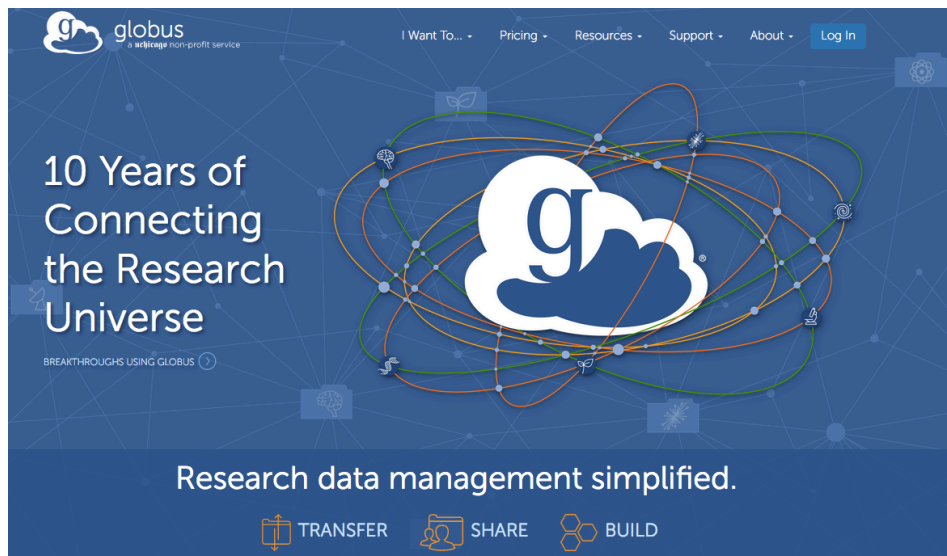 globus
a uchicago non-profit service
I Want To... Pricing Resources Support About Log In
10 Years of
Connecting
the Research
Universe
BREAKTHROUGHS USING GLOBUS
g
®
Research data management simplified.
TRANSFER SHARE BUILD